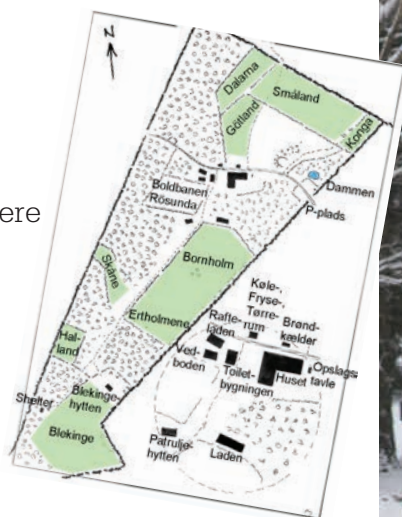 N
Dalarna
Småland
Götland
Konga
Dammen
P-plads
Boldbanen
Rösunda
ere
Skåne
Bornholm
Ertholmene
Hal-
land
Shelter
Blekinge-
hytten
Blekinge
Køle-,
Fryse-,
Tørre-
rum
Brønd-
kælder
Rafte-
laden
Ved-
boden
Toilet-
bygningen
Huset
Opslags-
tavle
Patrulje-
hytten
Laden